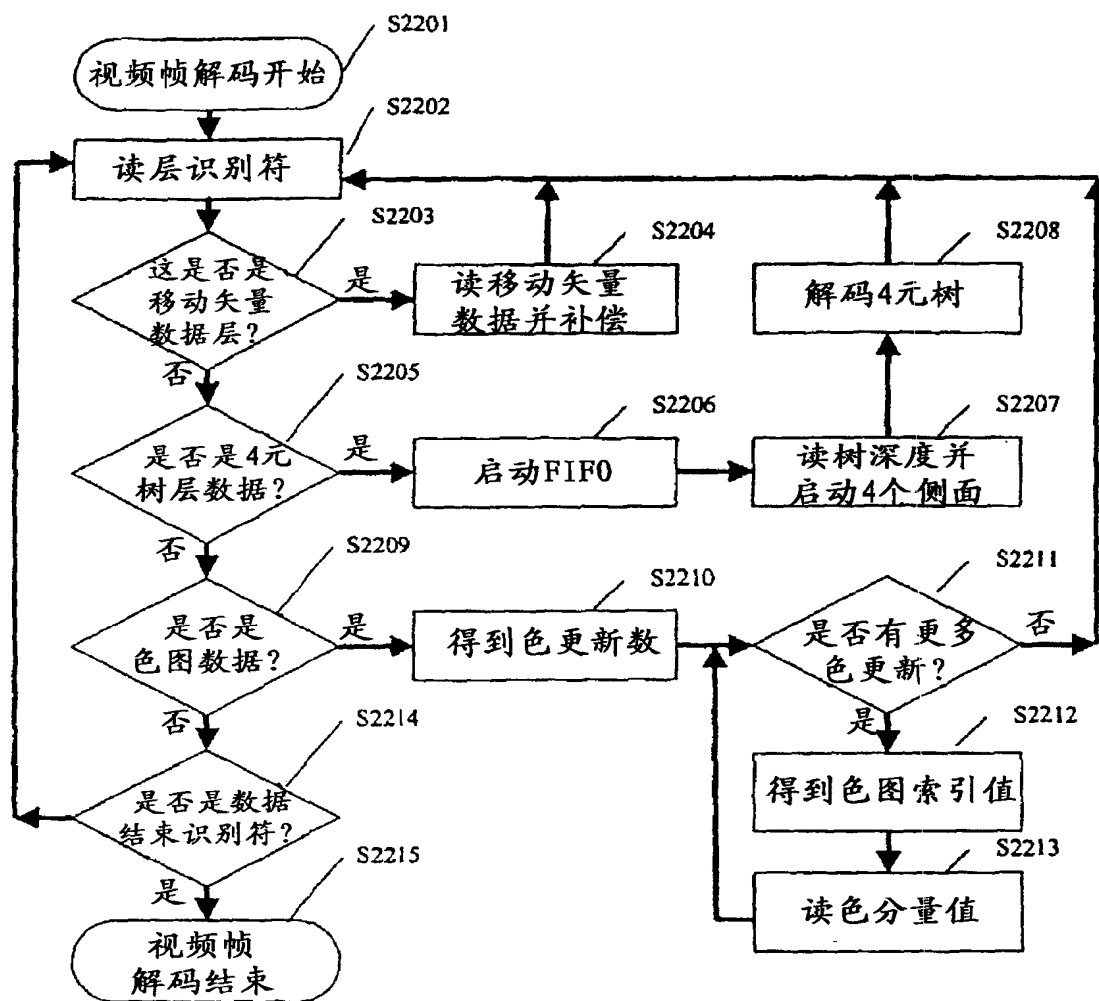 S2201
视频帧解码开始
S2202
读层识别符
S2203
这是否是
移动矢量
数据层?
是
否
S2204
读移动矢量
数据并补偿
S2208
解码4元树
S2205
是否是4元
树层数据?
是
否
S2206
启动FIFO
S2207
读树深度并
启动4个侧面
S2209
是否是
色图数据?
是
否
S2210
得到色更新数
S2211
是否有更多
色更新?
否
是
S2212
得到色图索引值
S2213
读色分量值
S2214
是否是数据
结束识别符?
是
S2215
视频帧
解码结束